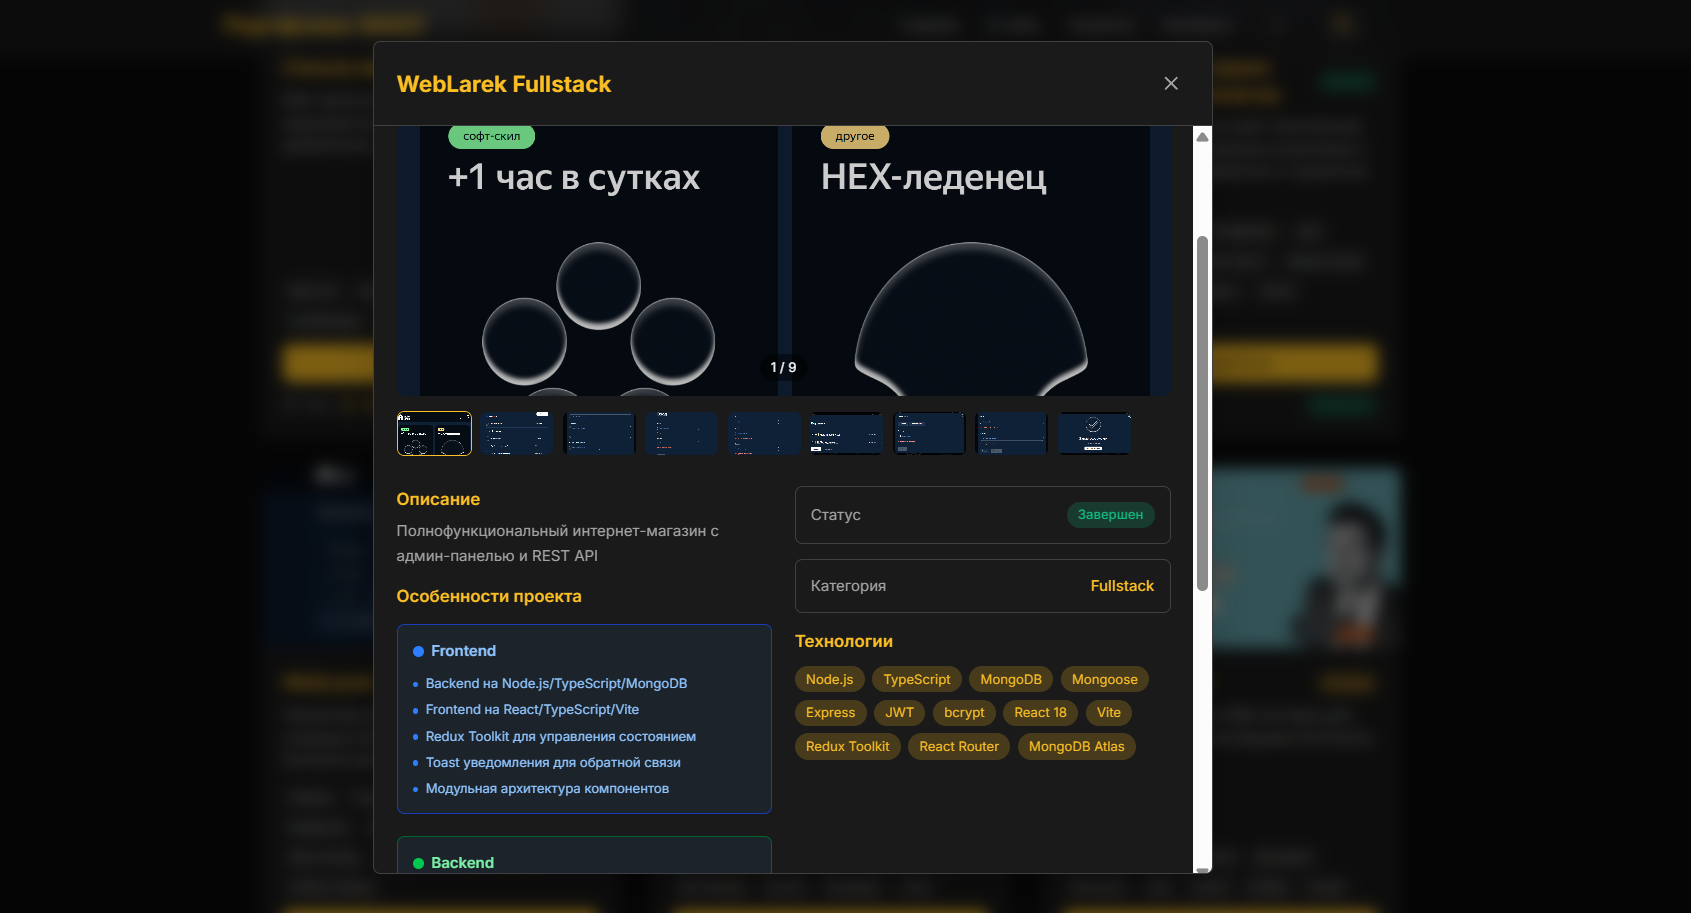 WebLarek Fullstack
софт-скил
другое
+1 час в сутках
HEX-леденец
1 / 9
Описание
Полнофункциональный интернет-магазин с
админ-панелью и REST API
Особенности проекта
Frontend
Backend на Node.js/TypeScript/MongoDB
Frontend на React/TypeScript/Vite
Redux Toolkit для управления состоянием
Toast уведомления для обратной связи
Модульная архитектура компонентов
Backend
Статус
Завершен
Категория
Fullstack
Технологии
Node.js TypeScript MongoDB Mongoose
Express JWT bcrypt React 18 Vite
Redux Toolkit React Router MongoDB Atlas